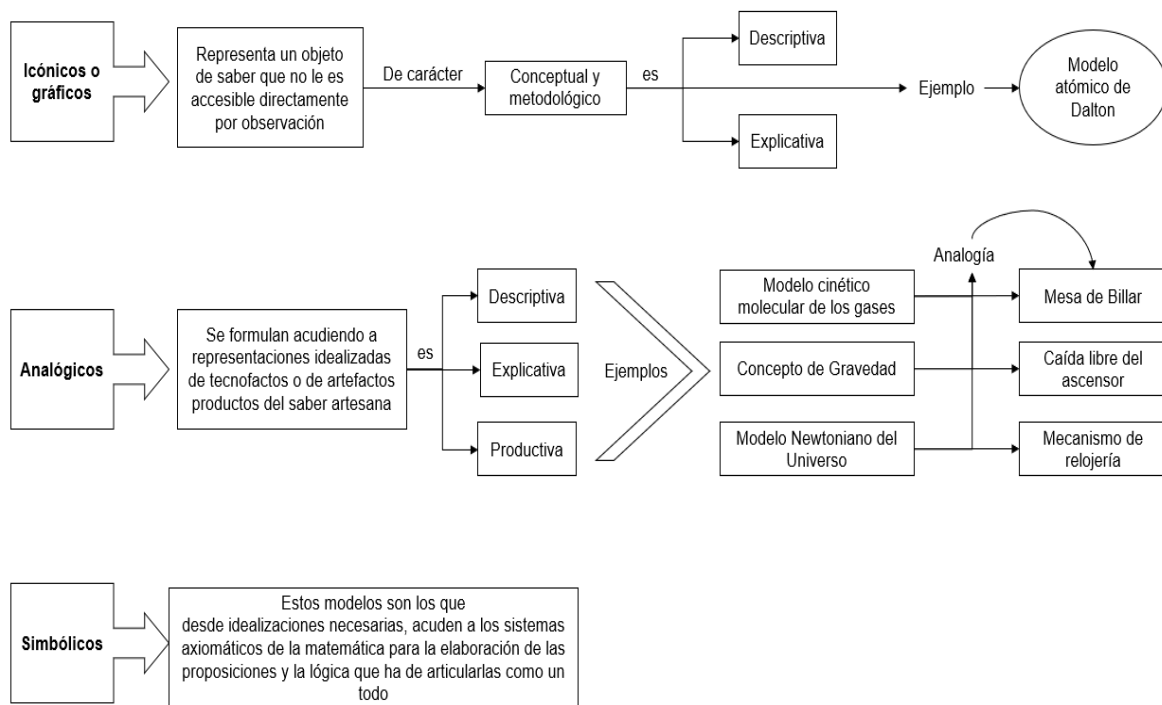 Icónicos o
gráficos
Representa un objeto
de saber que no le es
accesible directamente
por observación
De carácter
Conceptual y
metodológico
es
Descriptiva
Explicativa
Ejemplo
Modelo
atómico de
Dalton
Analógicos
Se formulan acudiendo a
representaciones idealizadas
de tecnofactos o de artefactos
productos del saber artesana
es
Descriptiva
Explicativa
Productiva
Ejemplos
Modelo cinético
molecular de los gases
Concepto de Gravedad
Modelo Newtoniano del
Universo
Analogía
Mesa de Billar
Caída libre del
ascensor
Mecanismo de
relojería
Simbólicos
Estos modelos son los que
desde idealizaciones necesarias, acuden a los sistemas
axiomáticos de la matemática para la elaboración de las
proposiciones y la lógica que ha de articularlas como un
todo